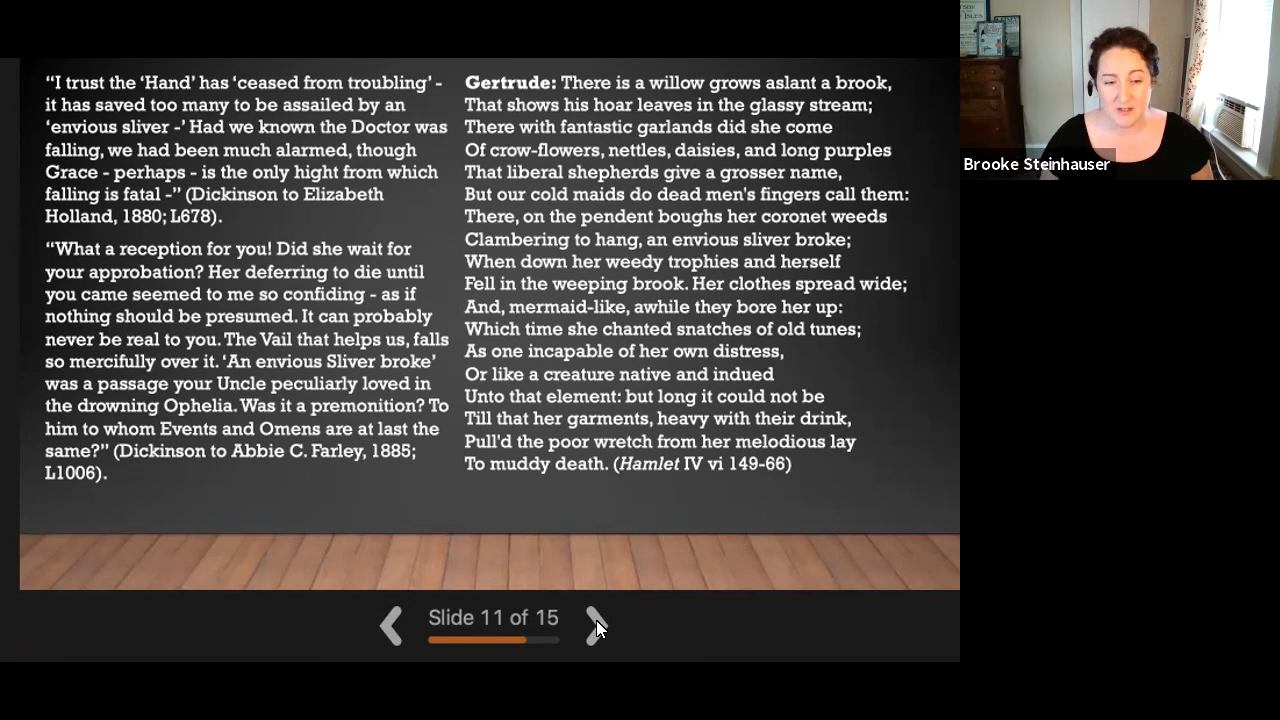 “I trust the ‘Hand’ has ‘ceased from troubling’ -
it has saved too many to be assailed by an
‘envious sliver -’ Had we known the Doctor was
falling, we had been much alarmed, though
Grace - perhaps - is the only hight from which
falling is fatal -” (Dickinson to Elizabeth
Holland, 1880; L678).
“What a reception for you! Did she wait for
your approbation? Her deferring to die until
you came seemed to me so confiding - as if
nothing should be presumed. It can probably
never be real to you. The Vail that helps us, falls
so mercifully over it. ‘An envious Sliver broke’
was a passage your Uncle peculiarly loved in
the drowning Ophelia. Was it a premonition? To
him to whom Events and Omens are at last the
same?” (Dickinson to Abbie C. Farley, 1885;
L1006).
Gertrude: There is a willow grows aslant a brook,
That shows his hoar leaves in the glassy stream;
There with fantastic garlands did she come
Of crow-flowers, nettles, daisies, and long purples
That liberal shepherds give a grosser name,
But our cold maids do dead men's fingers call them:
There, on the pendent boughs her coronet weeds
Clambering to hang, an envious sliver broke;
When down her weedy trophies and herself
Fell in the weeping brook. Her clothes spread wide;
And, mermaid-like, awhile they bore her up:
Which time she chanted snatches of old tunes;
As one incapable of her own distress,
Or like a creature native and indued
Unto that element: but long it could not be
Till that her garments, heavy with their drink,
Pull'd the poor wretch from her melodious lay
To muddy death. (Hamlet IV vi 149-66)
Slide 11 of 15
Brooke Steinhauser